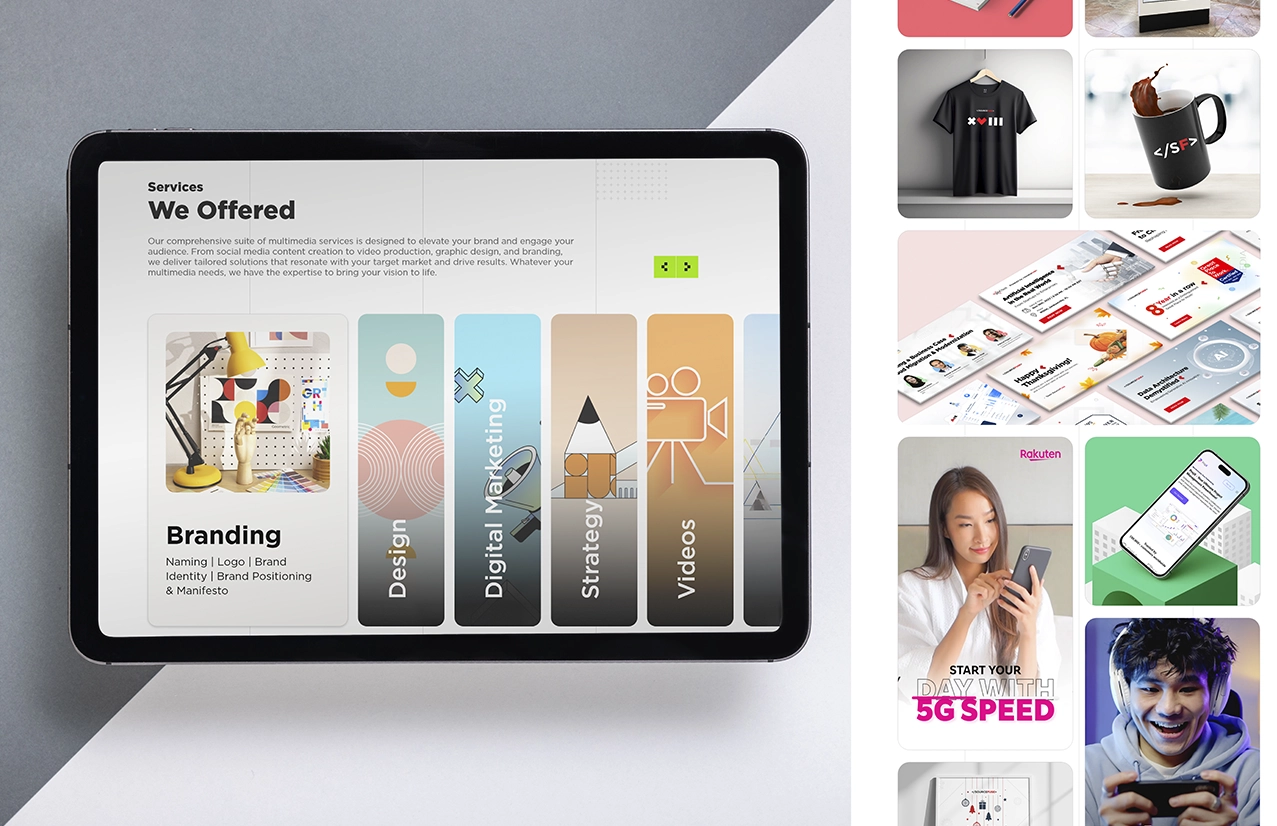 Services
We Offered
Our comprehensive suite of multimedia services is designed to elevate your brand and engage your
audience. From social media content creation to video production, graphic design, and branding,
we deliver tailored solutions that resonate with your target market and drive results. Whatever your
multimedia needs, we have the expertise to bring your vision to life.
Branding
Naming | Logo | Brand
Identity | Brand Positioning
& Manifesto
Design
Digital Marketing
Strategy
Videos
</SF>
Artificial Intelligence
in the Real World
8 Year in a row
Happy
Thanksgiving!
AI
Data Architecture
Demystified
Rakuten
START YOUR
DAY WITH
5G SPEED